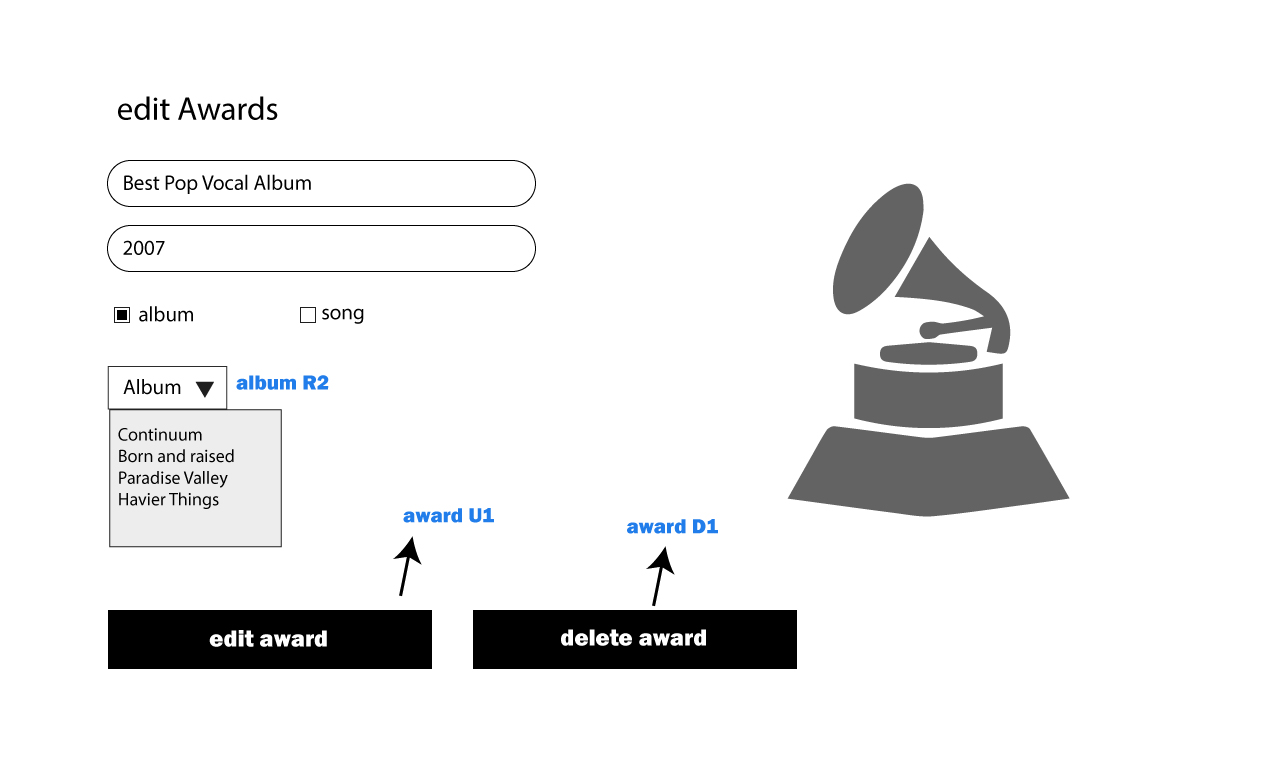 edit Awards
Best Pop Vocal Album
2007
album
song
Album
album R2
Continuum
Born and raised
Paradise Valley
Havier Things
award U1
award D1
edit award
delete award